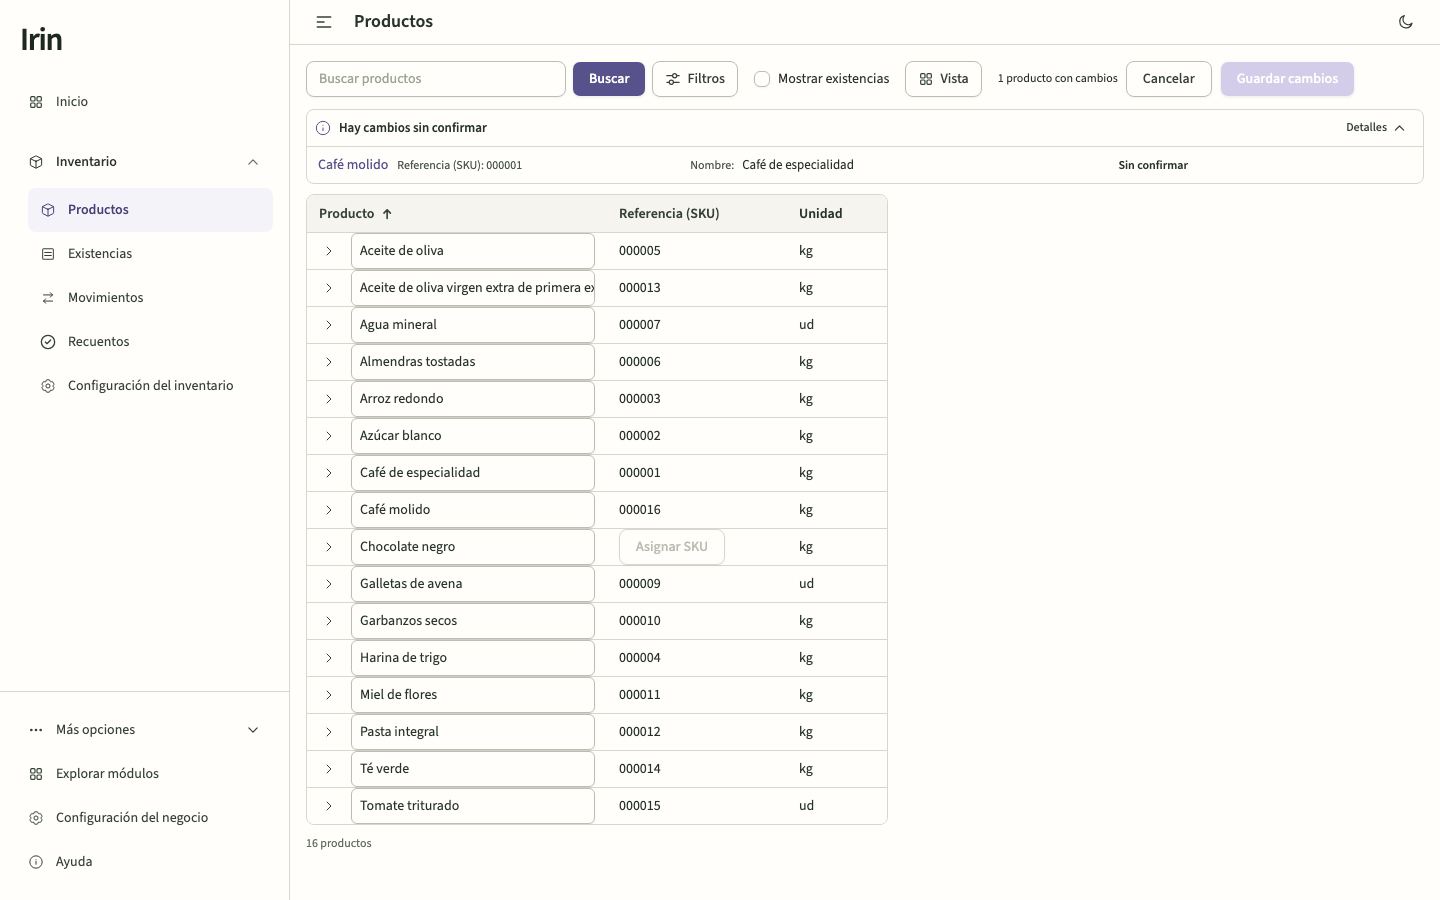 Irin
Productos
Inicio
Inventario
Productos
Existencias
Movimientos
Recuentos
Configuración del inventario
Más opciones
Explorar módulos
Configuración del negocio
Ayuda
Buscar productos Buscar Filtros Mostrar existencias Vista 1 producto con cambios Cancelar Guardar cambios
Hay cambios sin confirmar Detalles
Café molido Referencia (SKU): 000001 Nombre: Café de especialidad Sin confirmar
Producto Referencia (SKU) Unidad
Aceite de oliva 000005 kg
Aceite de oliva virgen extra de primera ex 000013 kg
Agua mineral 000007 ud
Almendras tostadas 000006 kg
Arroz redondo 000003 kg
Azúcar blanco 000002 kg
Café de especialidad 000001 kg
Café molido 000016 kg
Chocolate negro Asignar SKU kg
Galletas de avena 000009 ud
Garbanzos secos 000010 kg
Harina de trigo 000004 kg
Miel de flores 000011 kg
Pasta integral 000012 kg
Té verde 000014 kg
Tomate triturado 000015 ud
16 productos